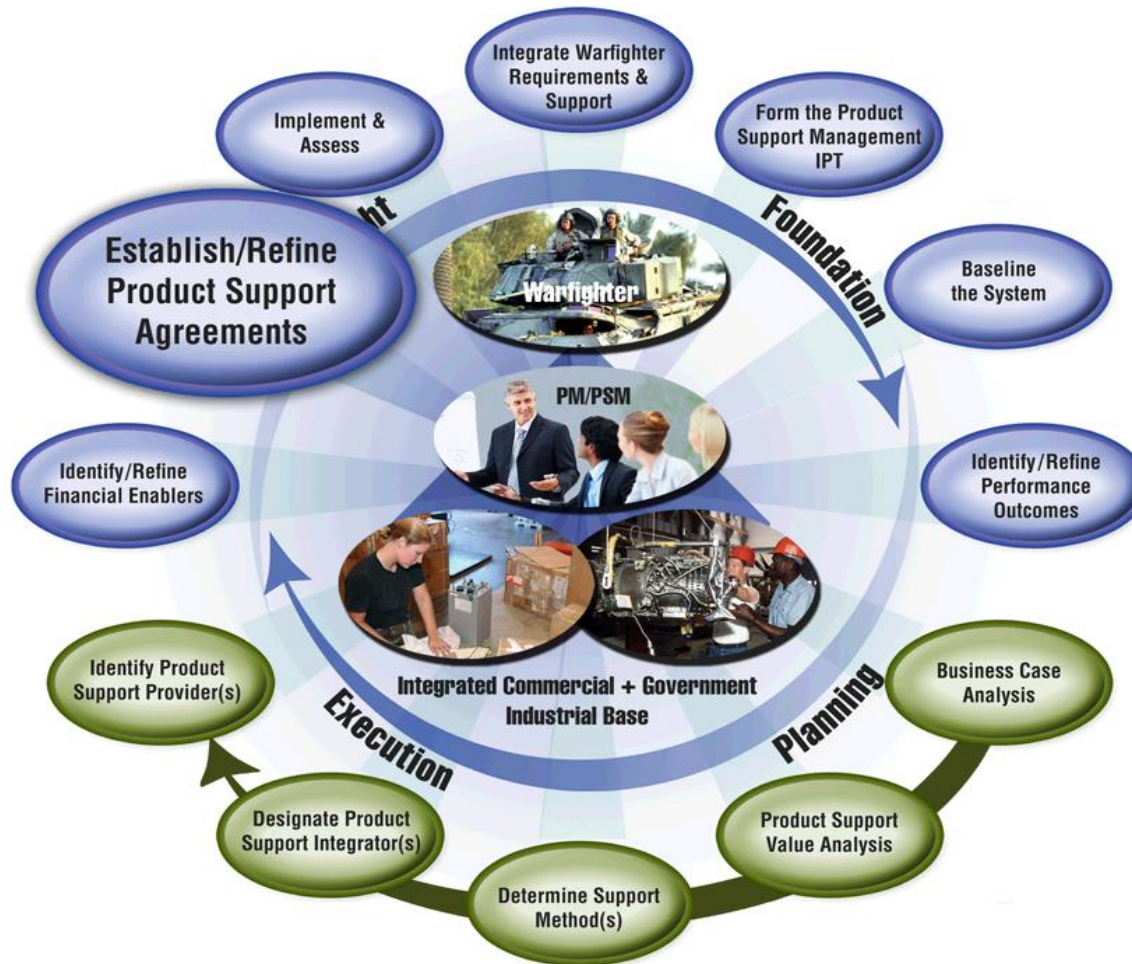 Integrate Warfighter
Requirements &
Support
Implement &
Assess
Form the Product
Support Management
IPT
Establish/Refine
Product Support
Agreements
ht
Foundation
Warfighter
Baseline
the System
PM/PSM
Identify/Refine
Financial Enablers
Identify/Refine
Performance
Outcomes
Identify Product
Support Provider(s)
Integrated Commercial + Government
Industrial Base
Business Case
Analysis
Execution
Planning
Designate Product
Support Integrator(s)
Product Support
Value Analysis
Determine Support
Method(s)